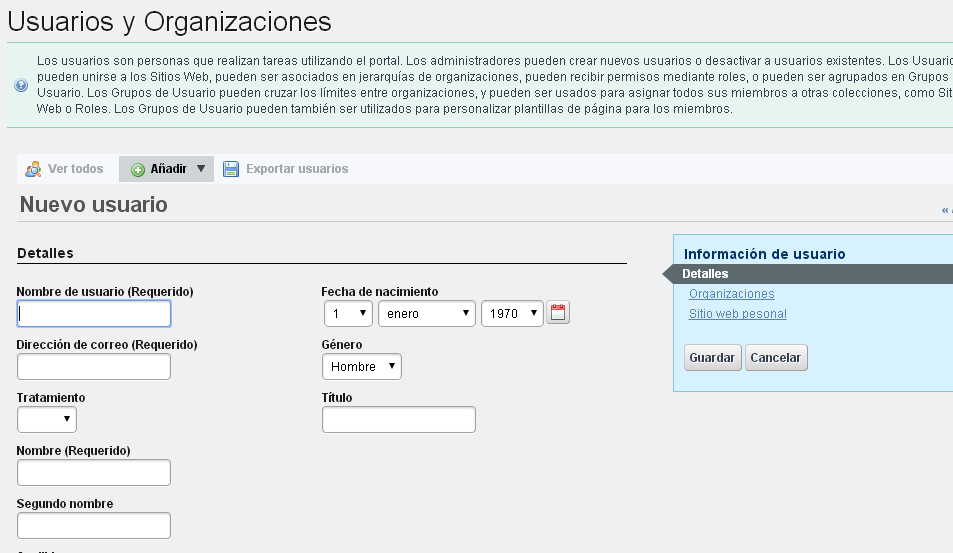 Usuarios y Organizaciones
Los usuarios son personas que realizan tareas utilizando el portal. Los administradores pueden crear nuevos usuarios o desactivar a usuarios existentes. Los Usuario
pueden unirse a los Sitios Web, pueden ser asociados en jerarquías de organizaciones, pueden recibir permisos mediante roles, o pueden ser agrupados en Grupos
Usuario. Los Grupos de Usuario pueden cruzar los límites entre organizaciones, y pueden ser usados para asignar todos sus miembros a otras colecciones, como Sit
Web o Roles. Los Grupos de Usuario pueden también ser utilizados para personalizar plantillas de página para los miembros.
Ver todos Añadir Exportar usuarios
Nuevo usuario
«
Detalles
Nombre de usuario (Requerido)
Dirección de correo (Requerido)
Tratamiento
Nombre (Requerido)
Segundo nombre
Fecha de nacimiento
1 enero 1970
Género
Hombre
Título
Información de usuario
Detalles
Organizaciones
Sitio web pesonal
Guardar Cancelar